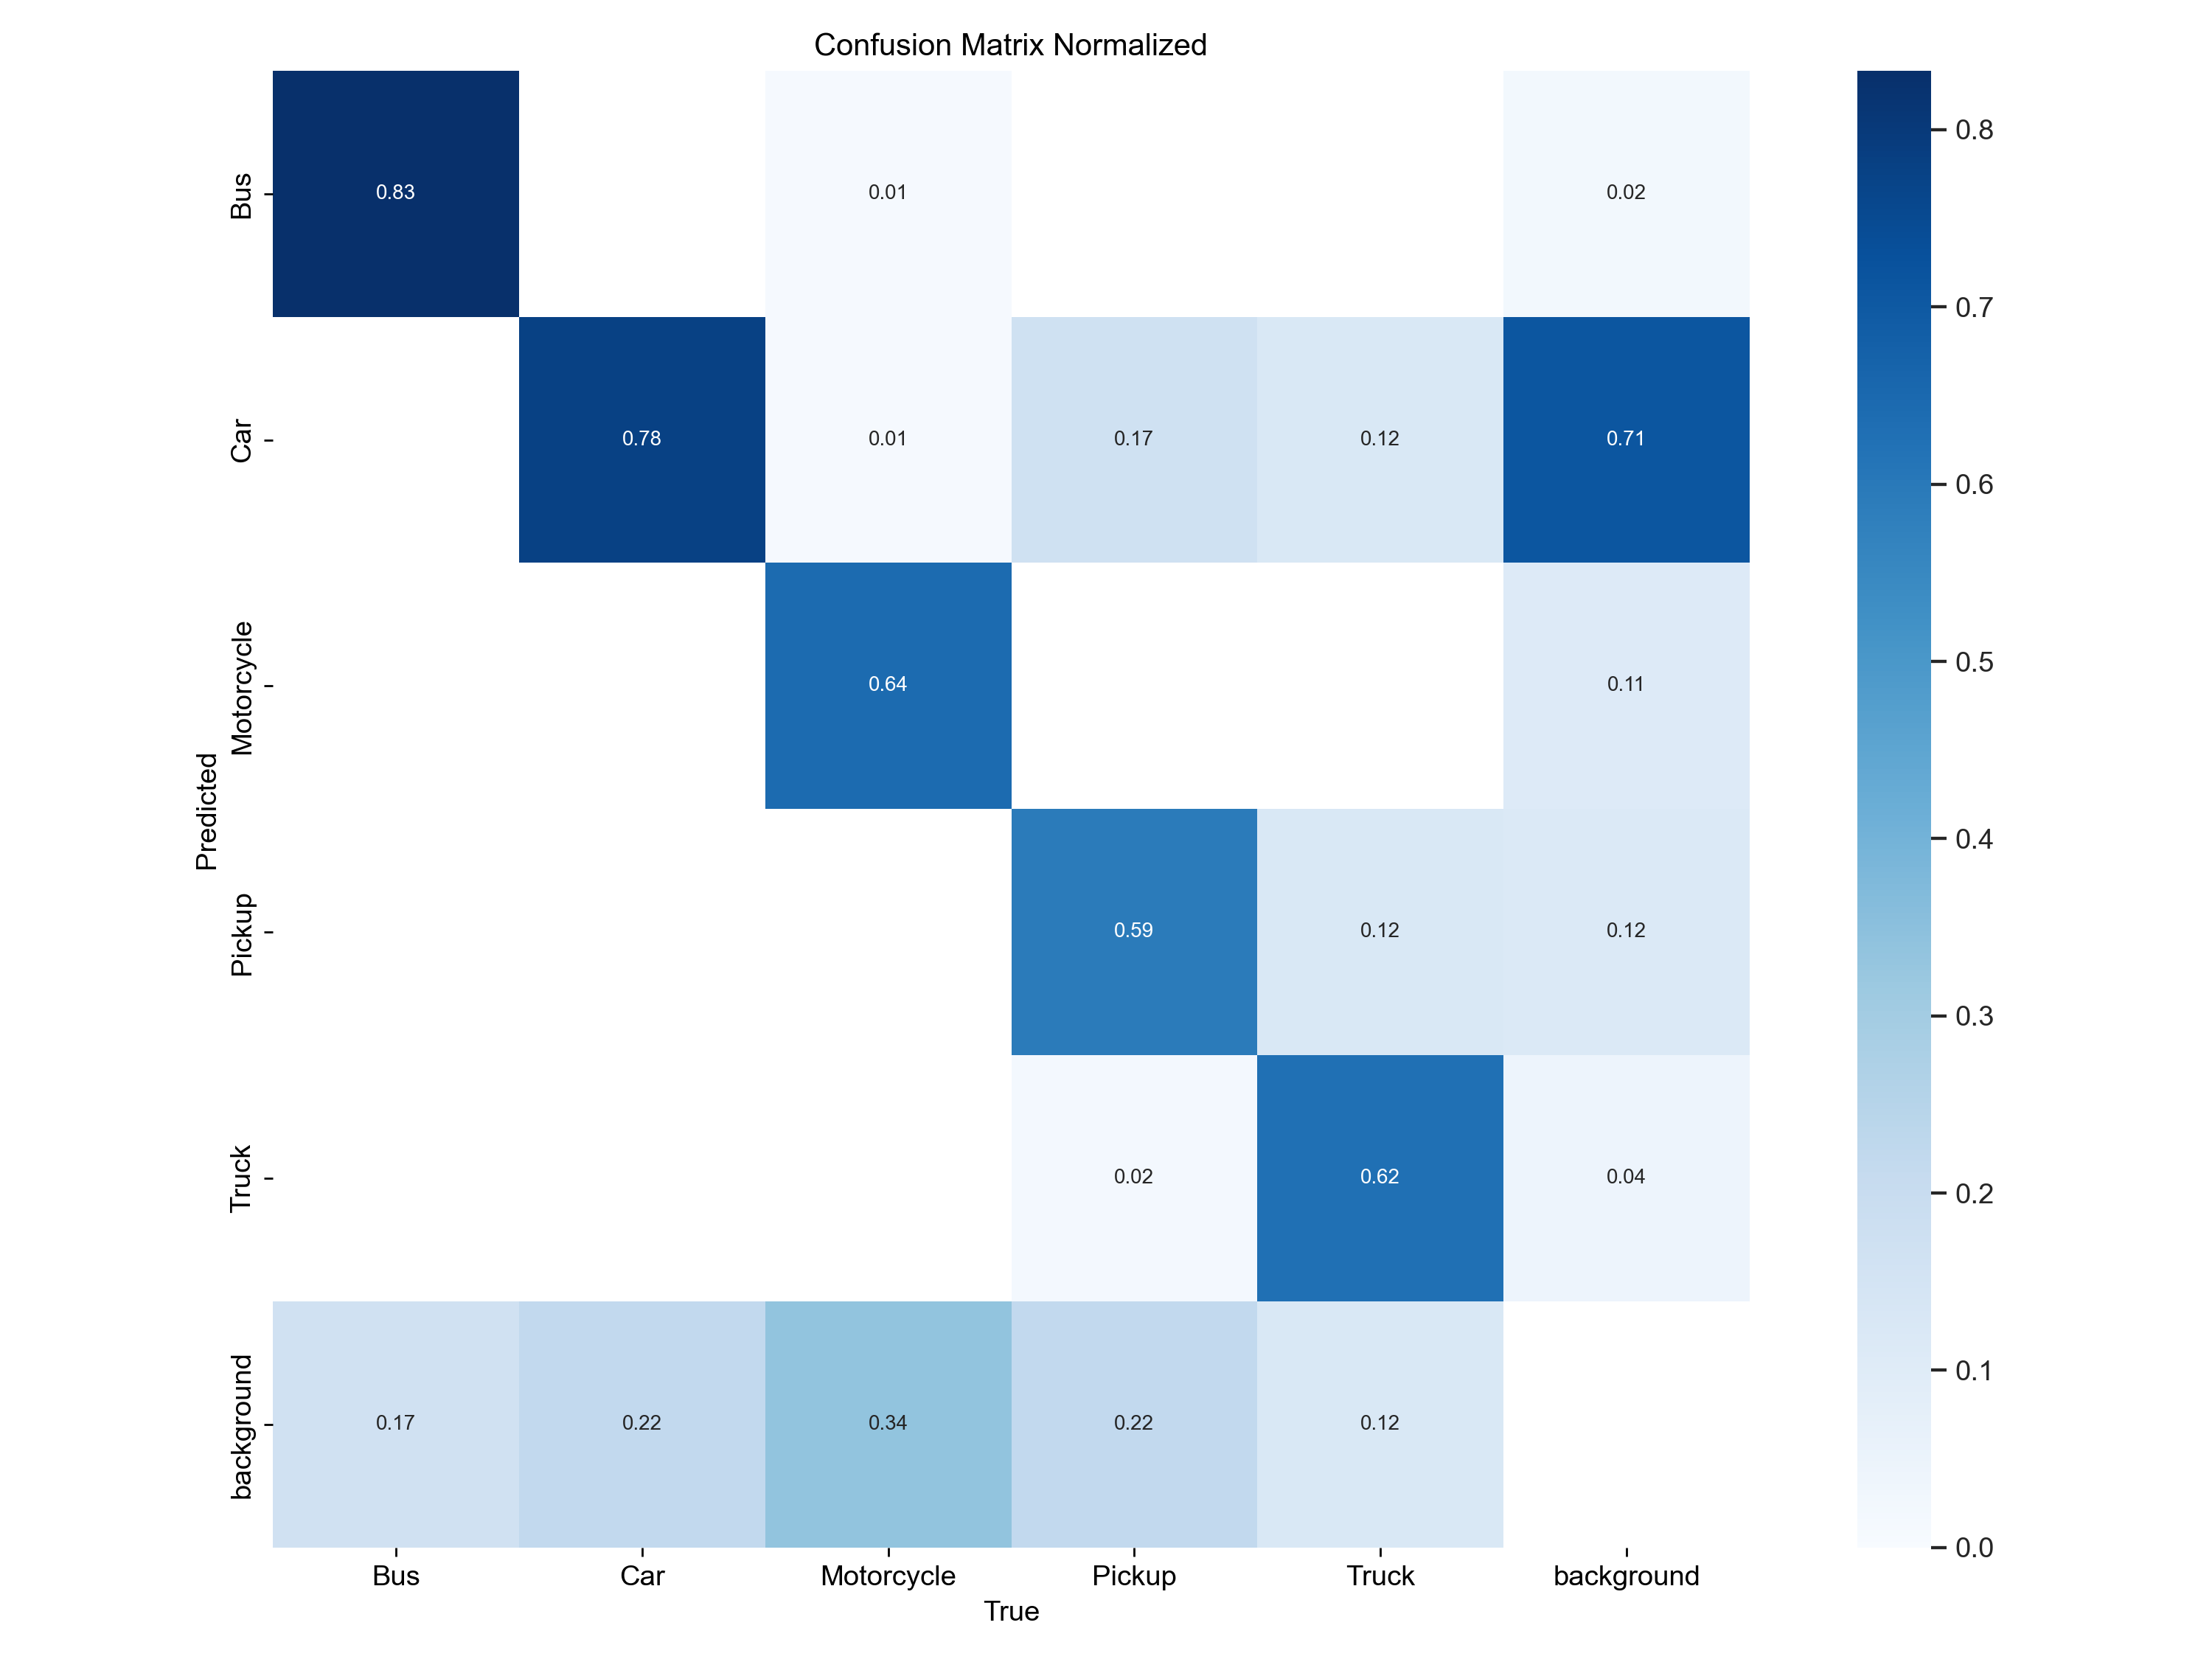 Confusion Matrix Normalized
Bus 0.83 0.01 0.02
Car 0.78 0.01 0.17 0.12 0.71
Motorcycle 0.64 0.11
Pickup 0.59 0.12 0.12
Truck 0.02 0.62 0.04
background 0.17 0.22 0.34 0.22 0.12
Predicted
Bus Car Motorcycle Pickup Truck background
True
0.8
0.7
0.6
0.5
0.4
0.3
0.2
0.1
0.0